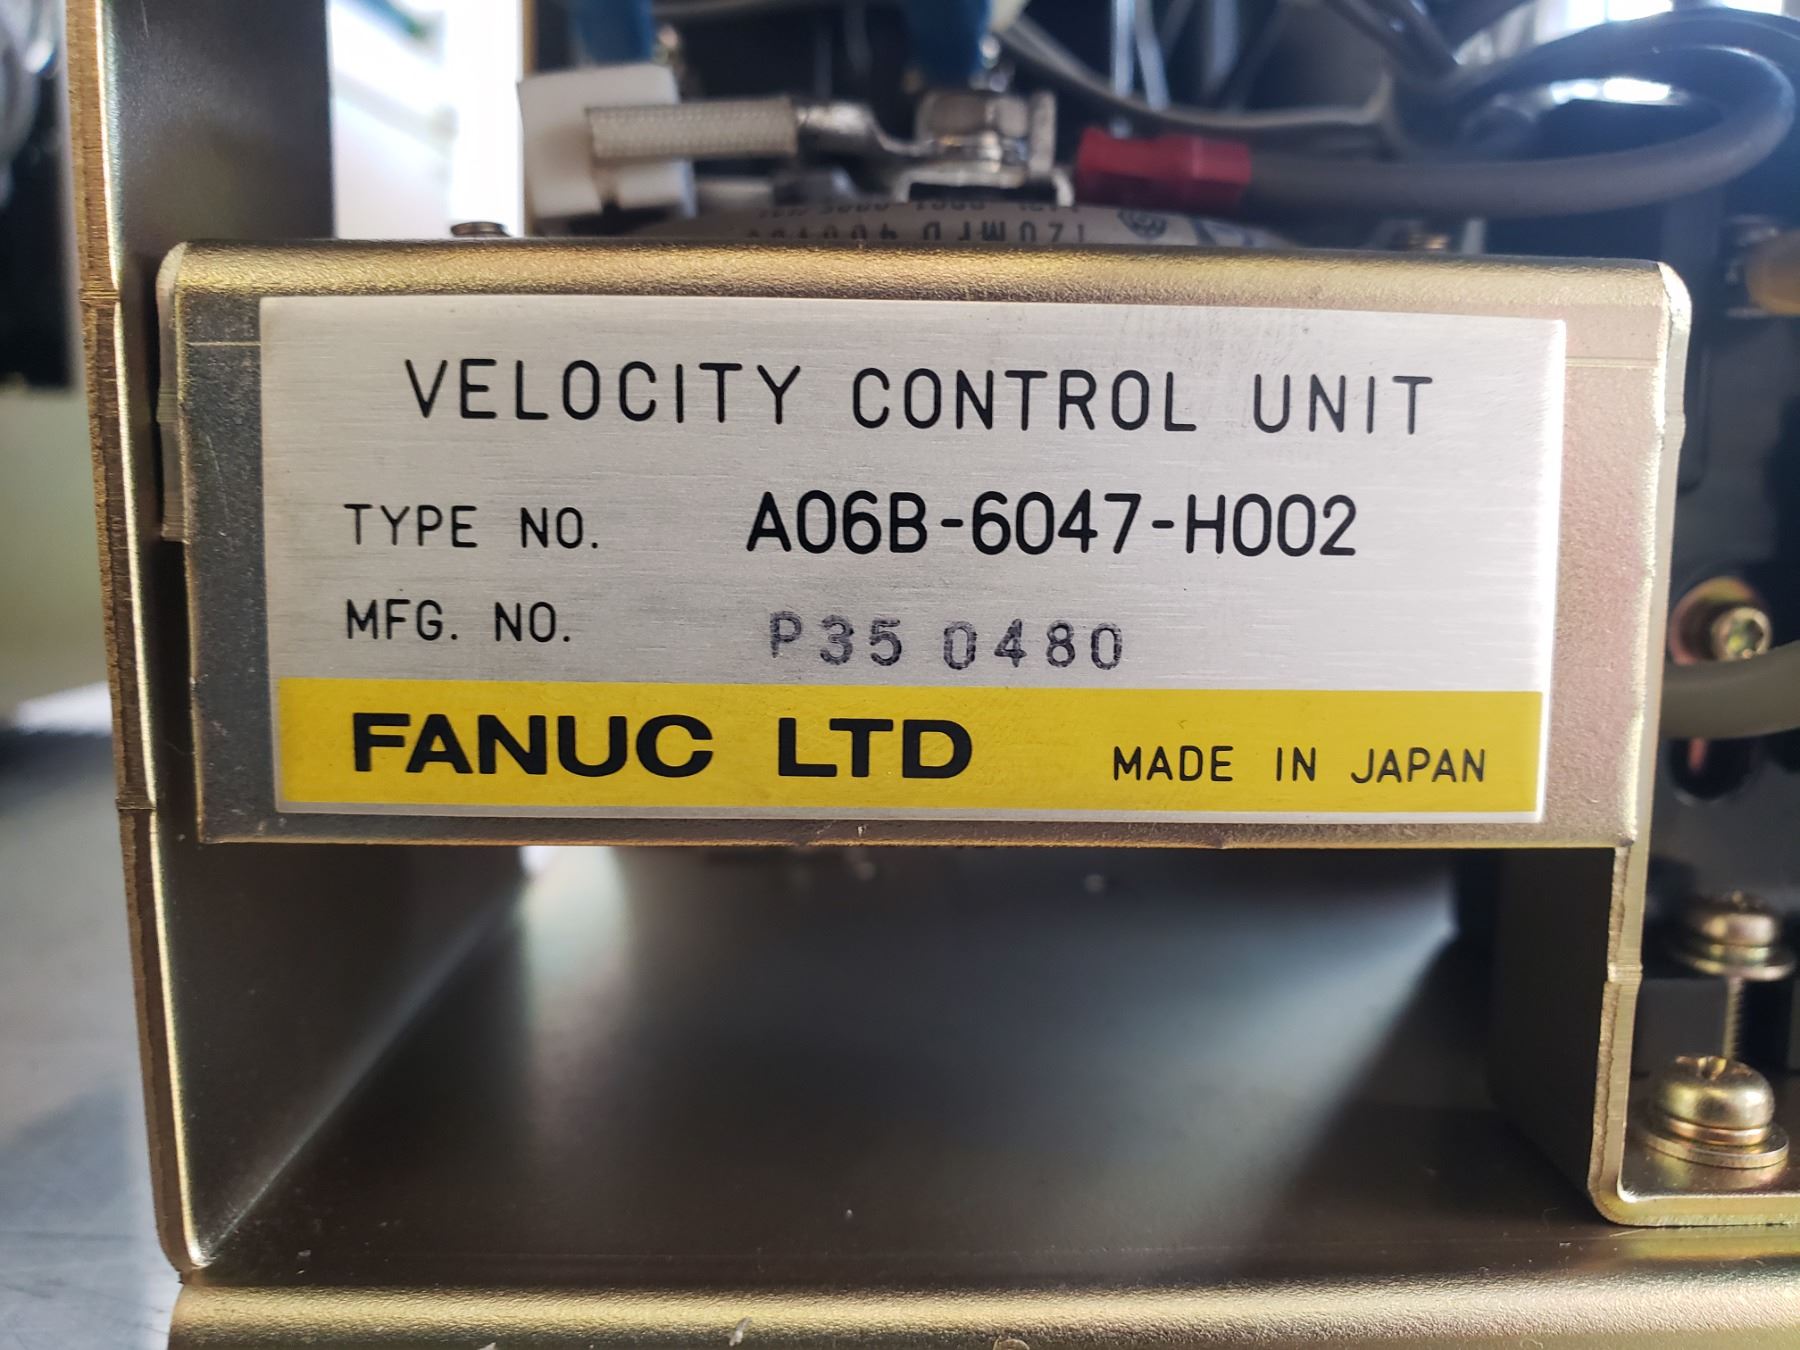 VELOCITY CONTROL UNIT
TYPE NO. A06B-6047-H002
MFG. NO. P35 0480
FANUC LTD MADE IN JAPAN